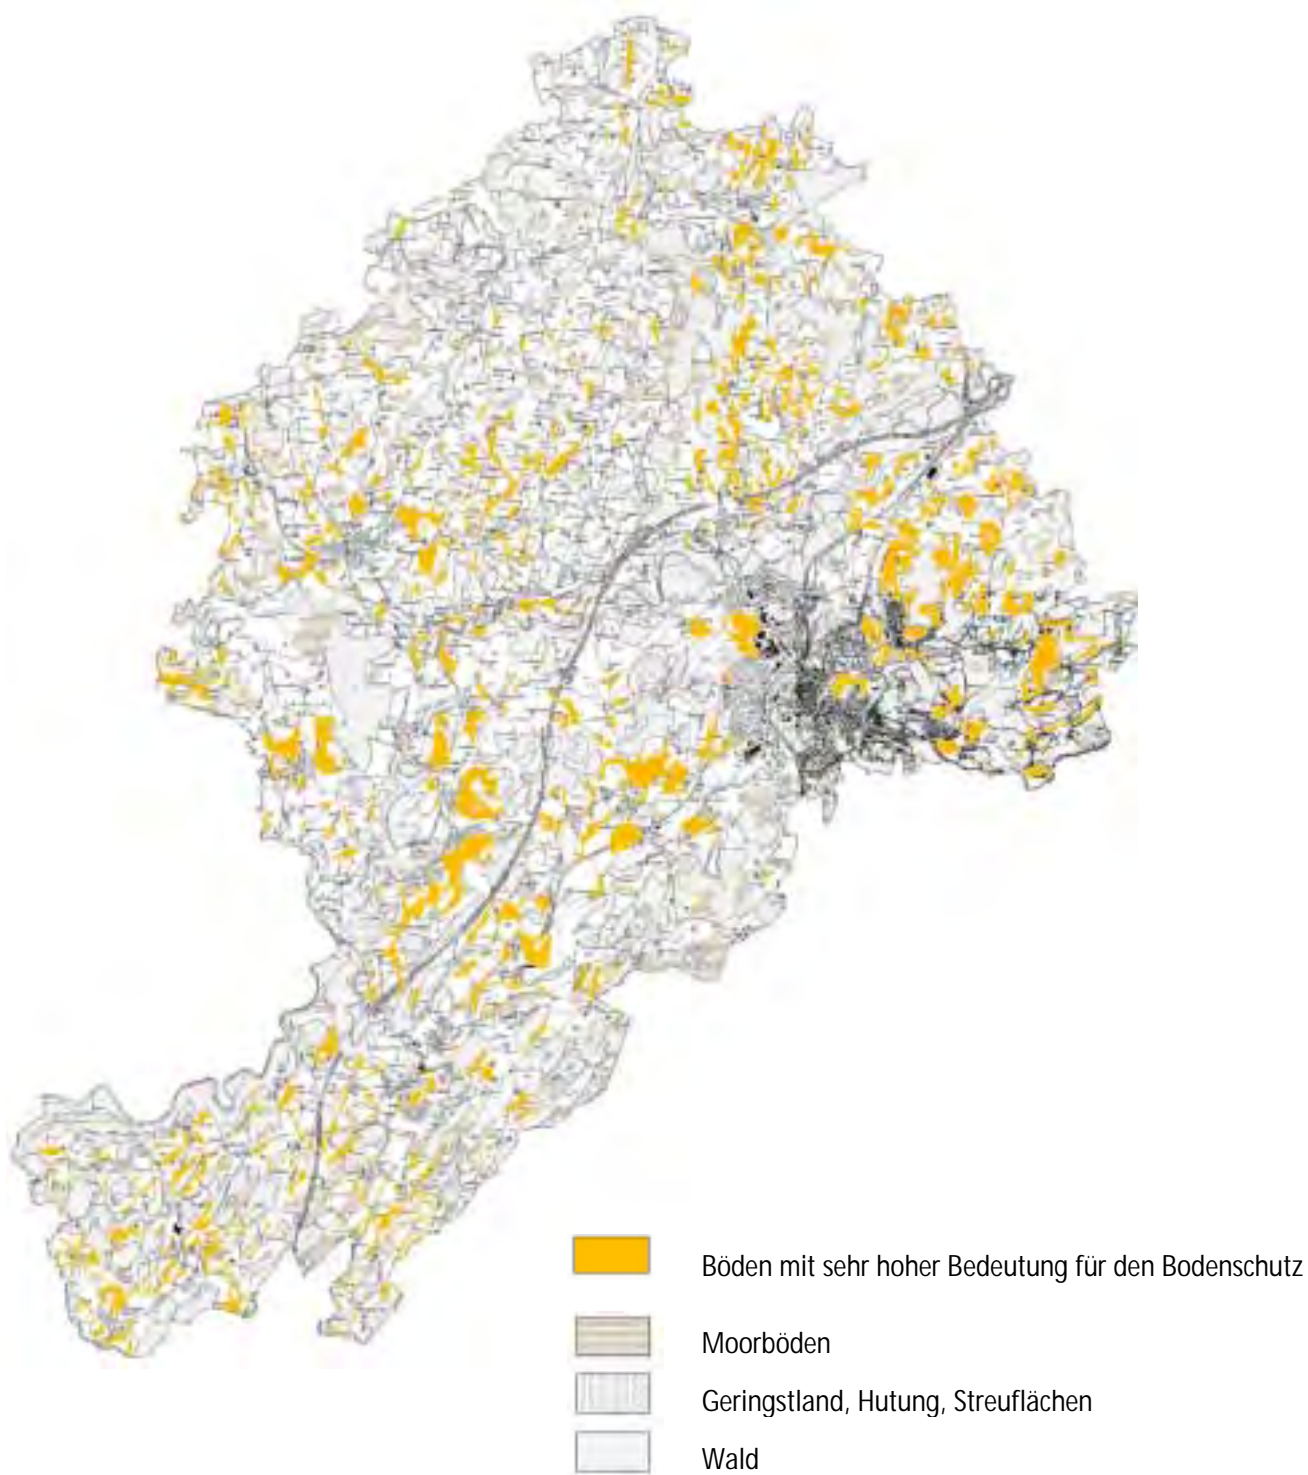 Böden mit sehr hoher Bedeutung für den Bodenschutz
Moorböden
Geringstland, Hutung, Streuflächen
Wald